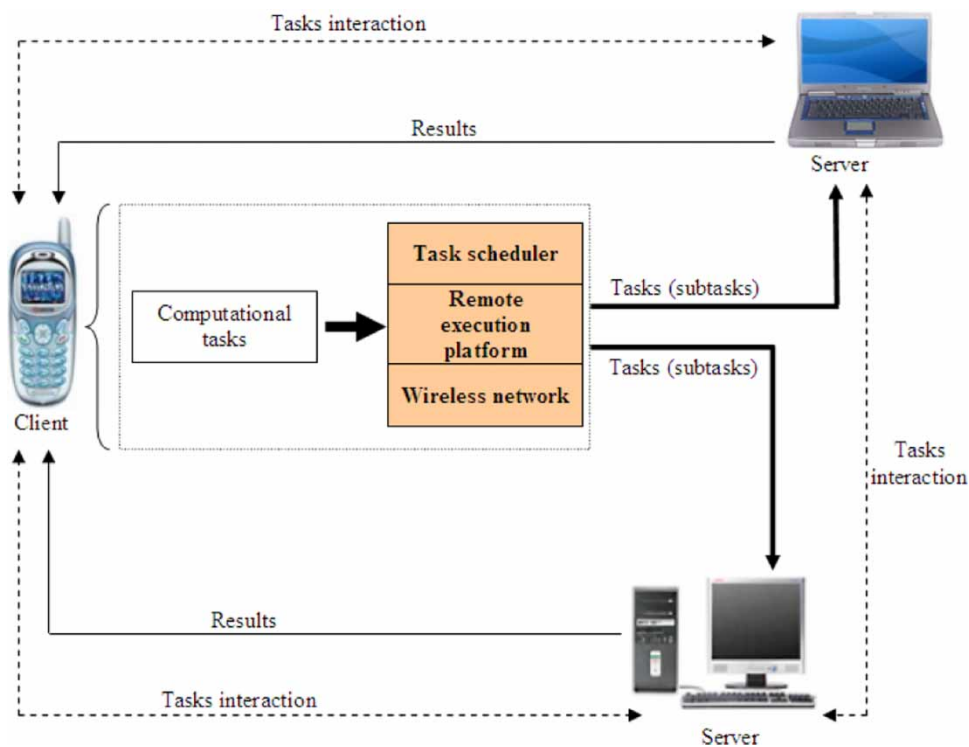 Tasks interaction
Results
Server
Task scheduler
Computational
tasks
Remote
execution
platform
Tasks (subtasks)
Tasks (subtasks)
Wireless network
Client
Tasks
interaction
Results
Tasks interaction
Server